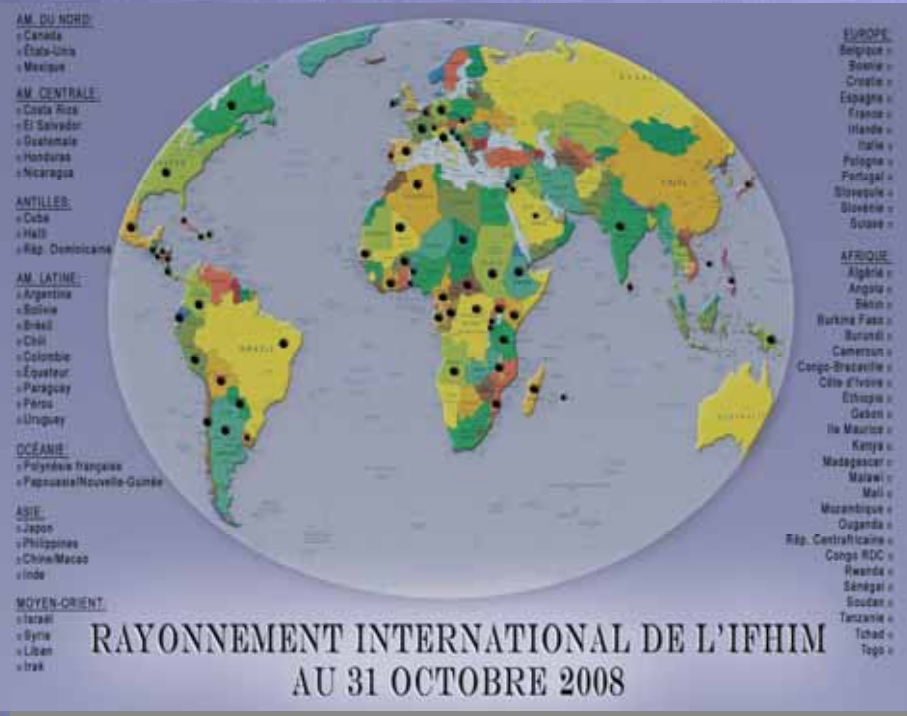 AM. DU NORD:
Canada
États-Unis
Mexique
AM. CENTRALE:
Costa Rica
El Salvador
Guatemale
Honduras
Nicaragua
ANTILLES:
Cuba
Haïti
Rép. Dominicaine
AM. LATINE:
Argentina
Bolivie
Brésil
Chili
Colombie
Équateur
Paraguay
Pérou
Uruguay
OCÉANIE:
Polynésie française
Papouasie/Nouvelle-Guinée
ASIE:
Japon
Philippines
Chine/Macao
Inde
MOYEN-ORIENT:
Israël
Syrie
Liban
Irak
BRASIL
EUROPE:
Belgique
Bosnie
Croatie
Espagne
France
Irlande
Italie
Pologne
Portugal
Slovaquie
Slovénie
Suisse
AFRIQUE:
Algérie
Angola
Bénin
Burkina Faso
Burundi
Cameroun
Congo-Brazaville
Côte d'Ivoire
Éthiopie
Gabon
Ile Maurice
Kenya
Madagascar
Malawi
Mali
Mozambique
Ouganda
Rép. Centrafricaine
Congo RDC
Rwanda
Sénégal
Soudan
Tanzanie
Tchad
Togo
RAYONNEMENT INTERNATIONAL DE L'IFHIM
AU 31 OCTOBRE 2008